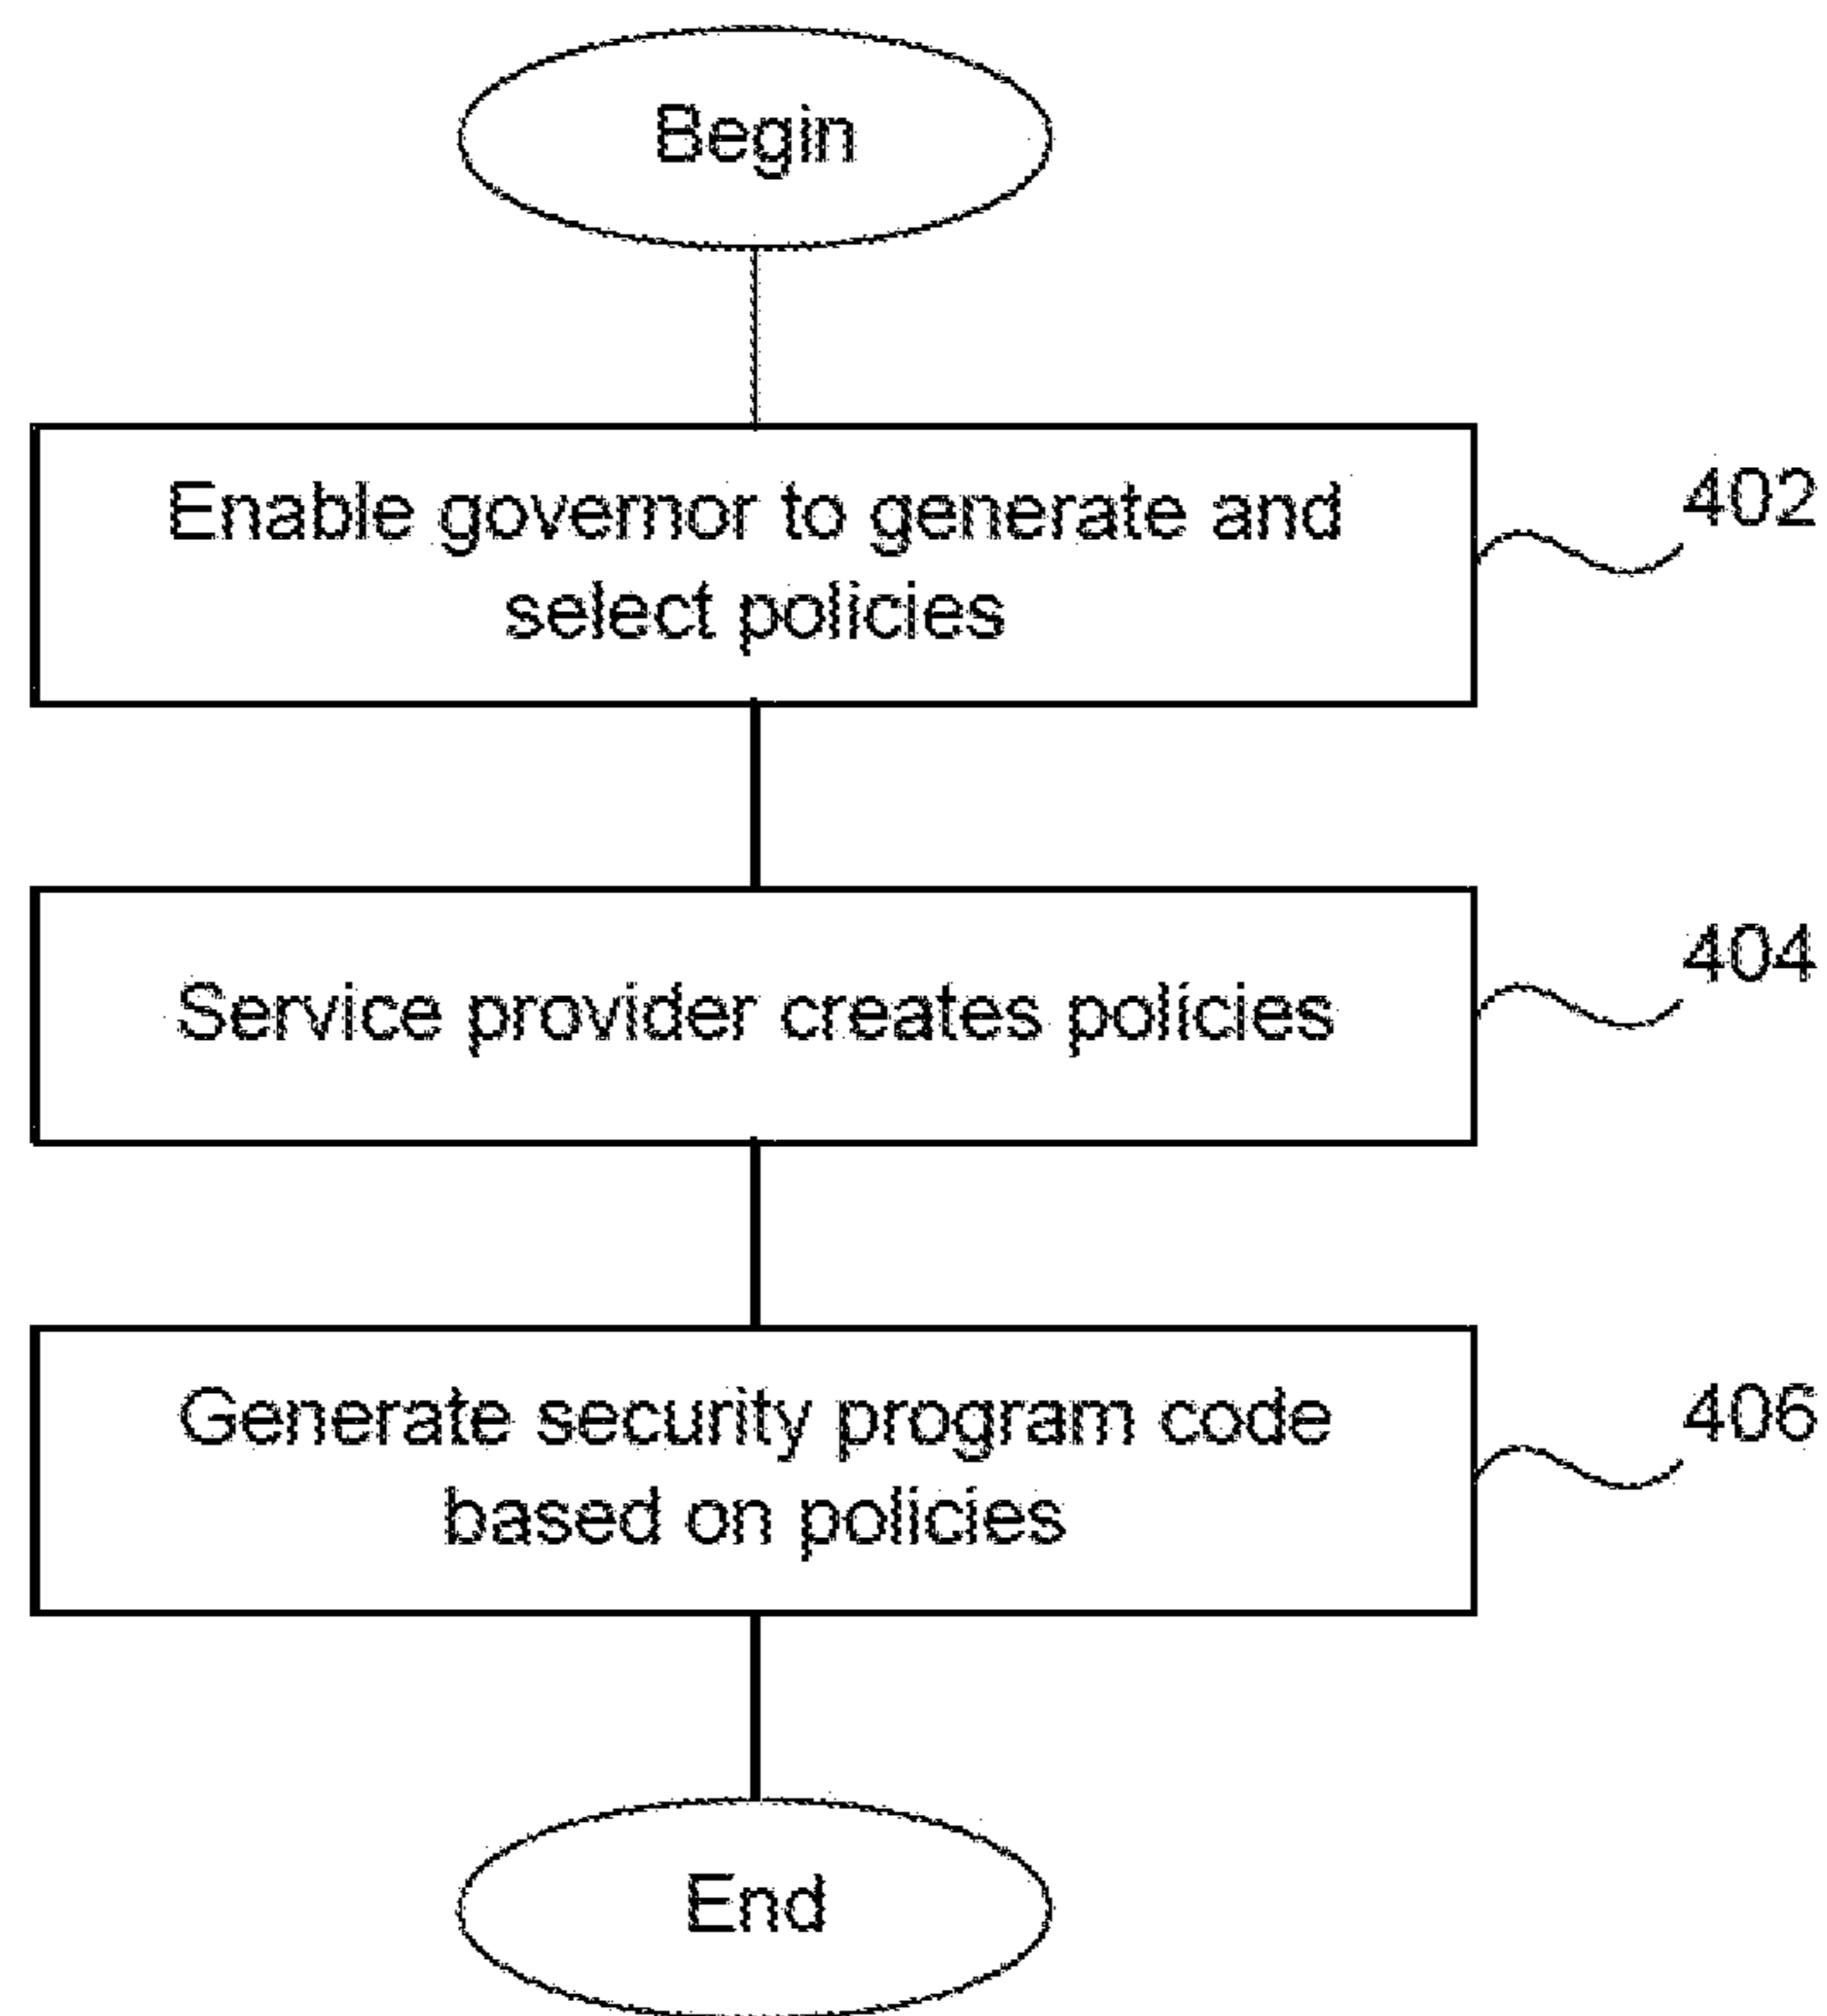 Begin
Enable governor to generate and
select policies
402
Service provider creates policies
404
Generate security program code
based on policies
406
End